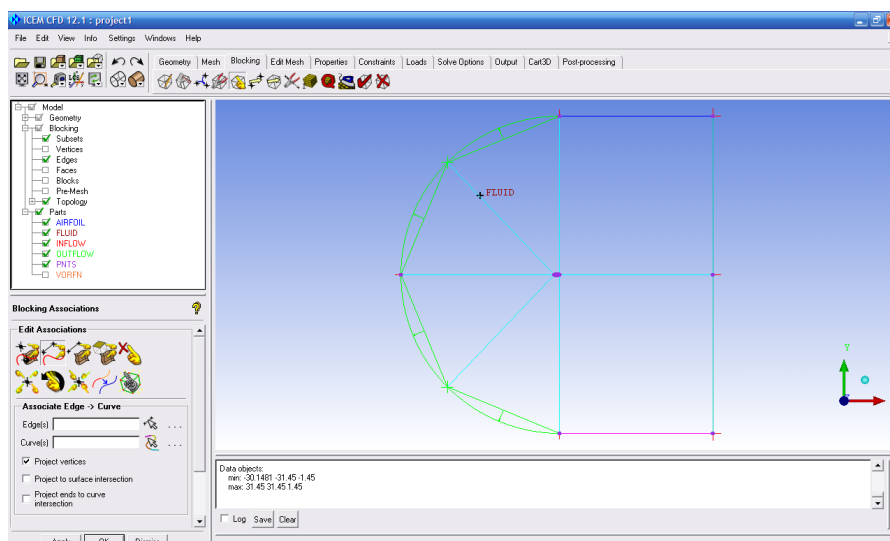 ICEM CFD 12.1 : project1
File Edit View Info Settings Windows Help
Geometry Mesh Blocking Edit Mesh Properties Constraints Loads Solve Options Output Cart3D Post-processing
Model
Geometry
Blocking
Subsets
Vertices
Edges
Faces
Blocks
Pre-Mesh
Topology
Parts
AIRFOIL
FLUID
INFLOW
OUTFLOW
PNTS
VORFN
FLUID
Y
Blocking Associations
Edit Associations
Associate Edge -> Curve
Edge(s) ...
Curve(s) ...
Project vertices
Project to surface intersection
Project ends to curve
intersection
Apply OK Dismiss
Data objects:
min: -30.1481 -31.45 -1.45
max: 31.45 31.45 1.45
Log Save Clear